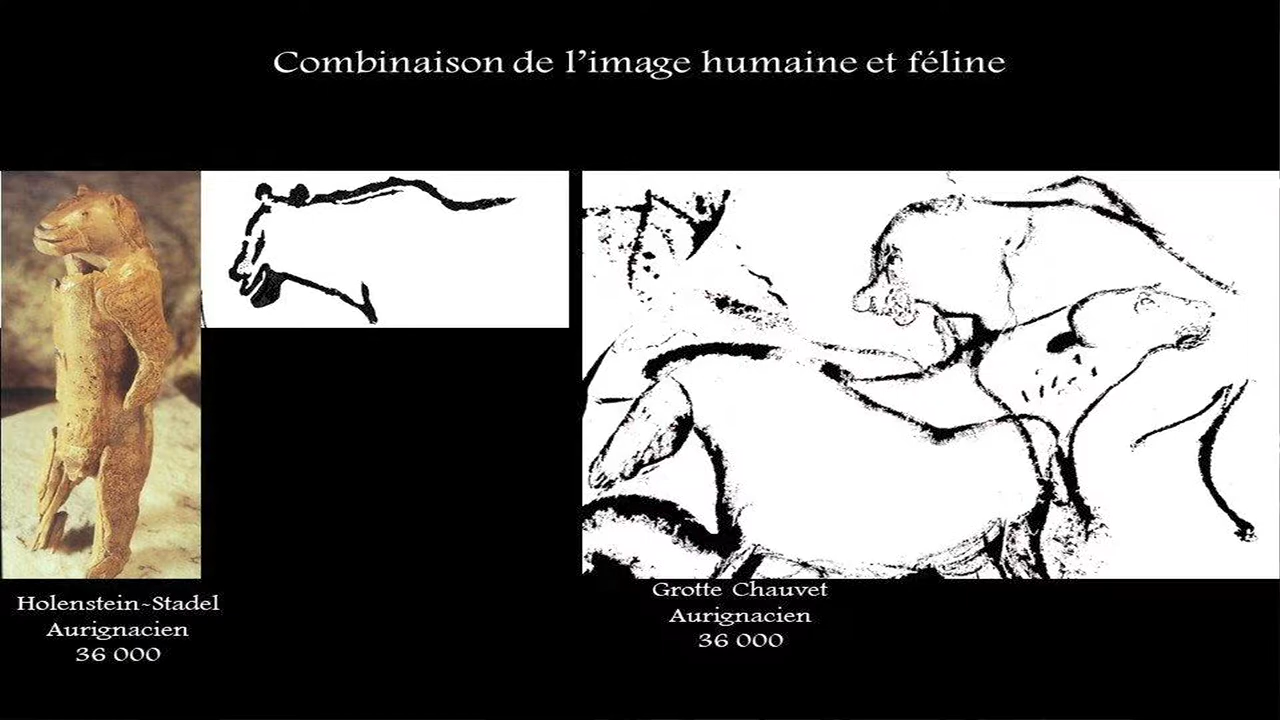 Combinaison de l’image humaine et féline
Holenstein-Stadel
Aurignacien
36 000
Grotte Chauvet
Aurignacien
36 000